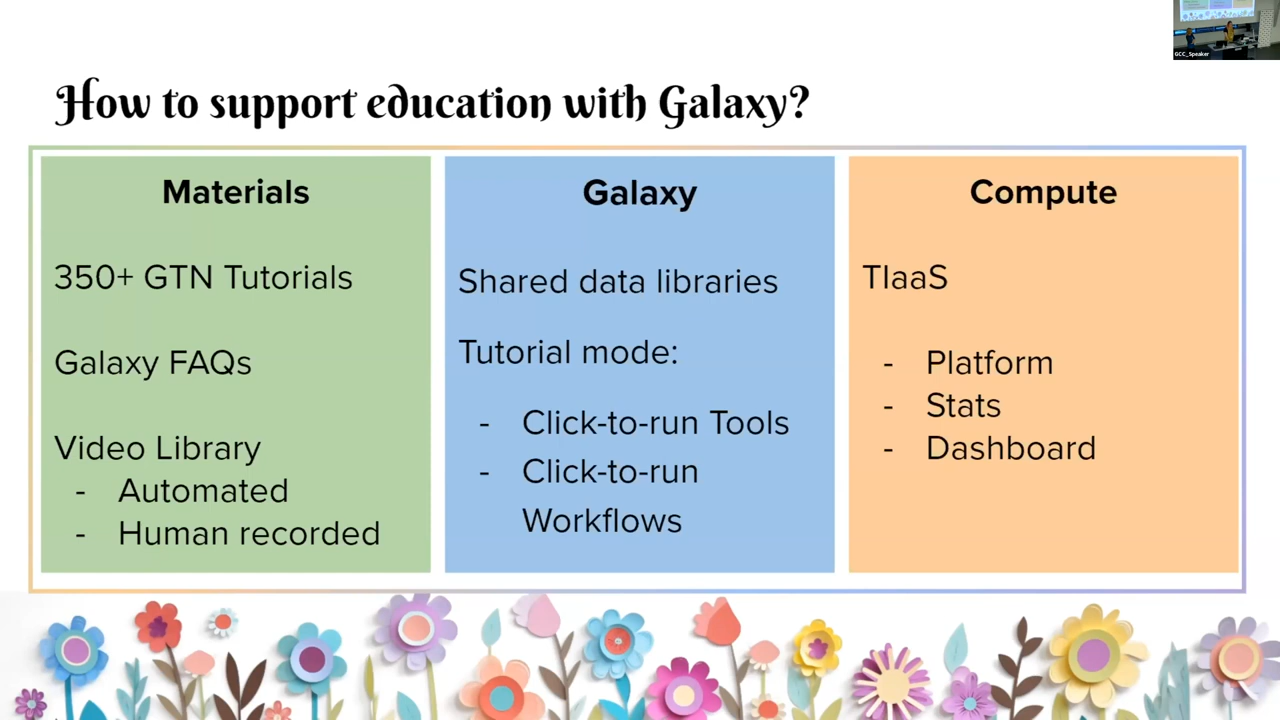 GCC_Speaker
How to support education with Galaxy?
Materials
350+ GTN Tutorials
Galaxy FAQs
Video Library
- Automated
- Human recorded
Galaxy
Shared data libraries
Tutorial mode:
- Click-to-run Tools
- Click-to-run
Workflows
Compute
TIaaS
- Platform
- Stats
- Dashboard